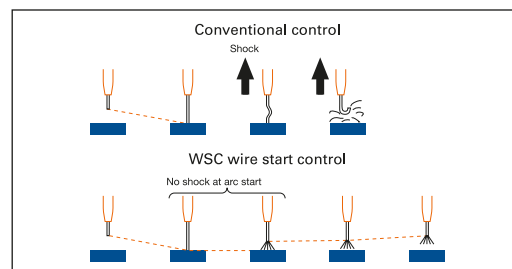 Conventional control
Shock
WSC wire start control
No shock at arc start